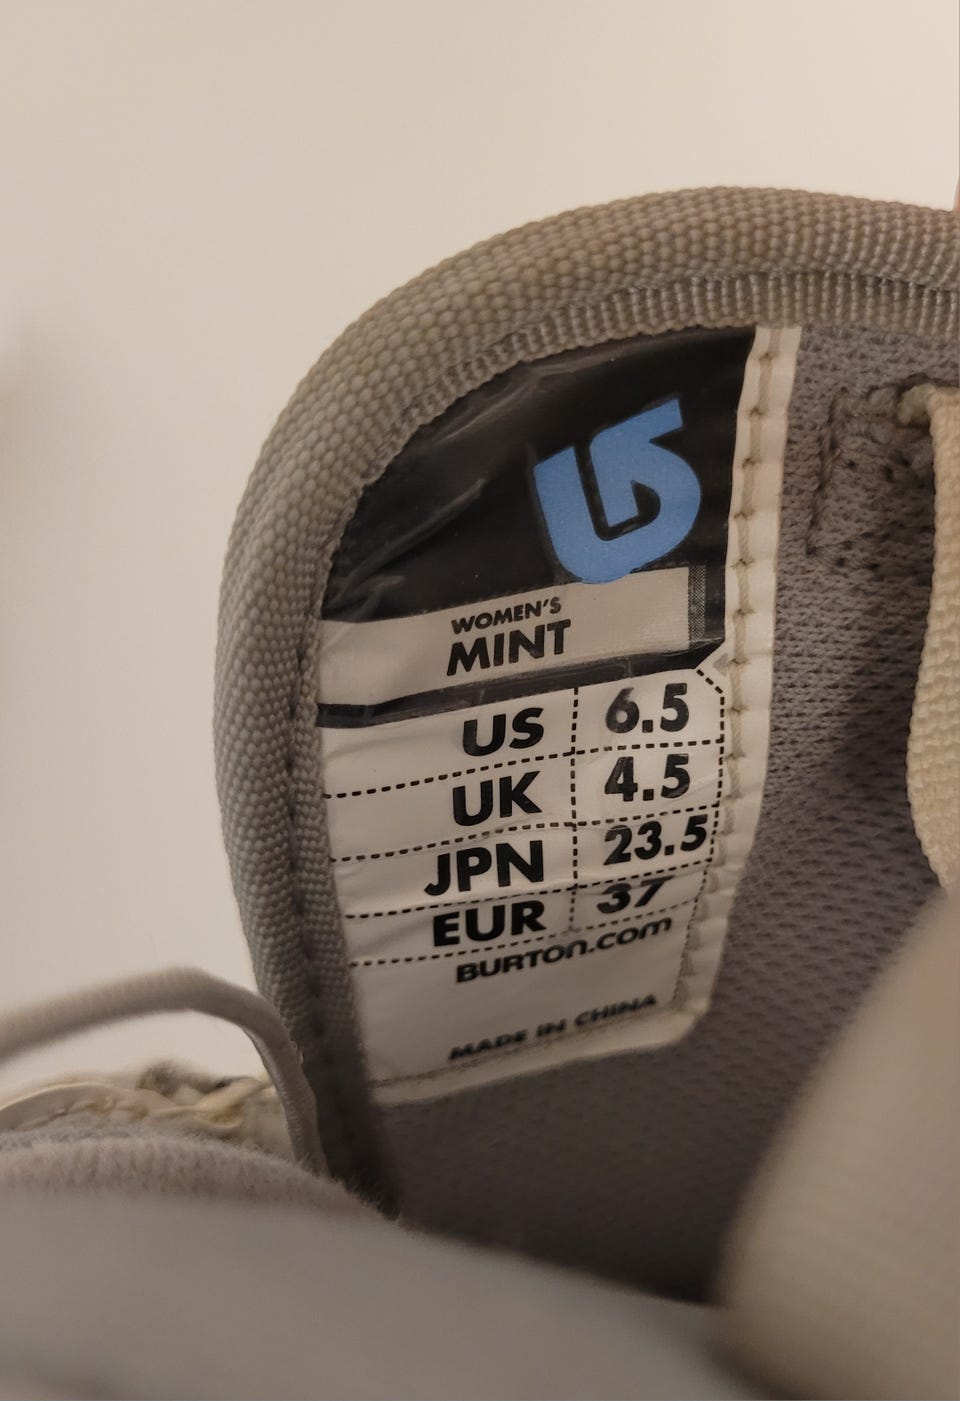 WOMEN'S
MINT
US 6.5
UK 4.5
JPN 23.5
EUR 37
BURTON.COM
MADE IN CHINA